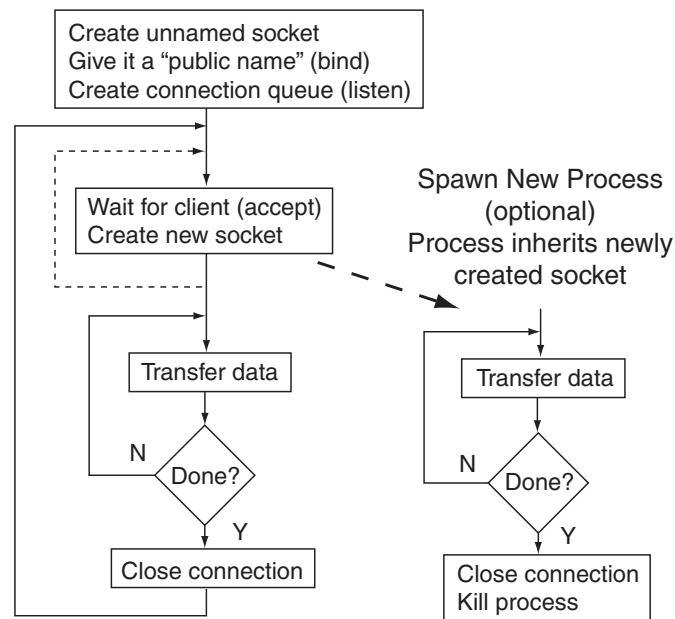 Create unnamed socket
Give it a “public name” (bind)
Create connection queue (listen)
Wait for client (accept)
Create new socket
Transfer data
N
Done?
Y
Close connection
Spawn New Process
(optional)
Process inherits newly
created socket
Transfer data
N
Done?
Y
Close connection
Kill process